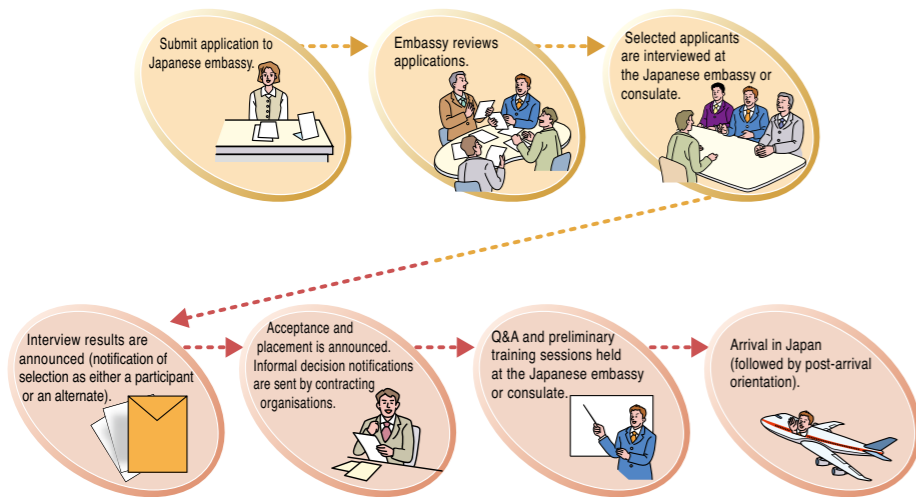 Submit application to
Japanese embassy.
Embassy reviews
applications.
Selected applicants
are interviewed at
the Japanese embassy or
consulate.
Interview results are
announced (notification of
selection as either a participant
or an alternate).
Acceptance and
placement is announced.
Informal decision notifications
are sent by contracting
organisations.
Q&A and preliminary
training sessions held
at the Japanese embassy
or consulate.
Arrival in Japan
(followed by post-arrival
orientation).